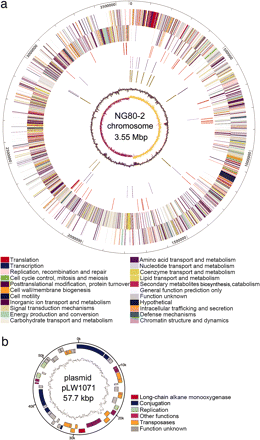 a
0
NG80-2
chromosome
3.55 Mbp
Translation
Transcription
Replication, recombination and repair
Cell cycle control, mitosis and meiosis
Posttranslational modification, protein turnover
Cell wall/membrane biogenesis
Cell motility
Inorganic ion transport and metabolism
Signal transduction mechanisms
Energy production and conversion
Carbohydrate transport and metabolism
Amino acid transport and metabolism
Nucleotide transport and metabolism
Coenzyme transport and metabolism
Lipid transport and metabolism
Secondary metabolites biosynthesis, catabolism
General function prediction only
Function unknown
Hypothetical
Intracellular trafficking and secretion
Defense mechanisms
Chromatin structure and dynamics
b
plasmid
pLW1071
57.7 kbp
Long-chain alkane monooxygenase
Conjugation
Replication
Other functions
Transposases
Function unknown